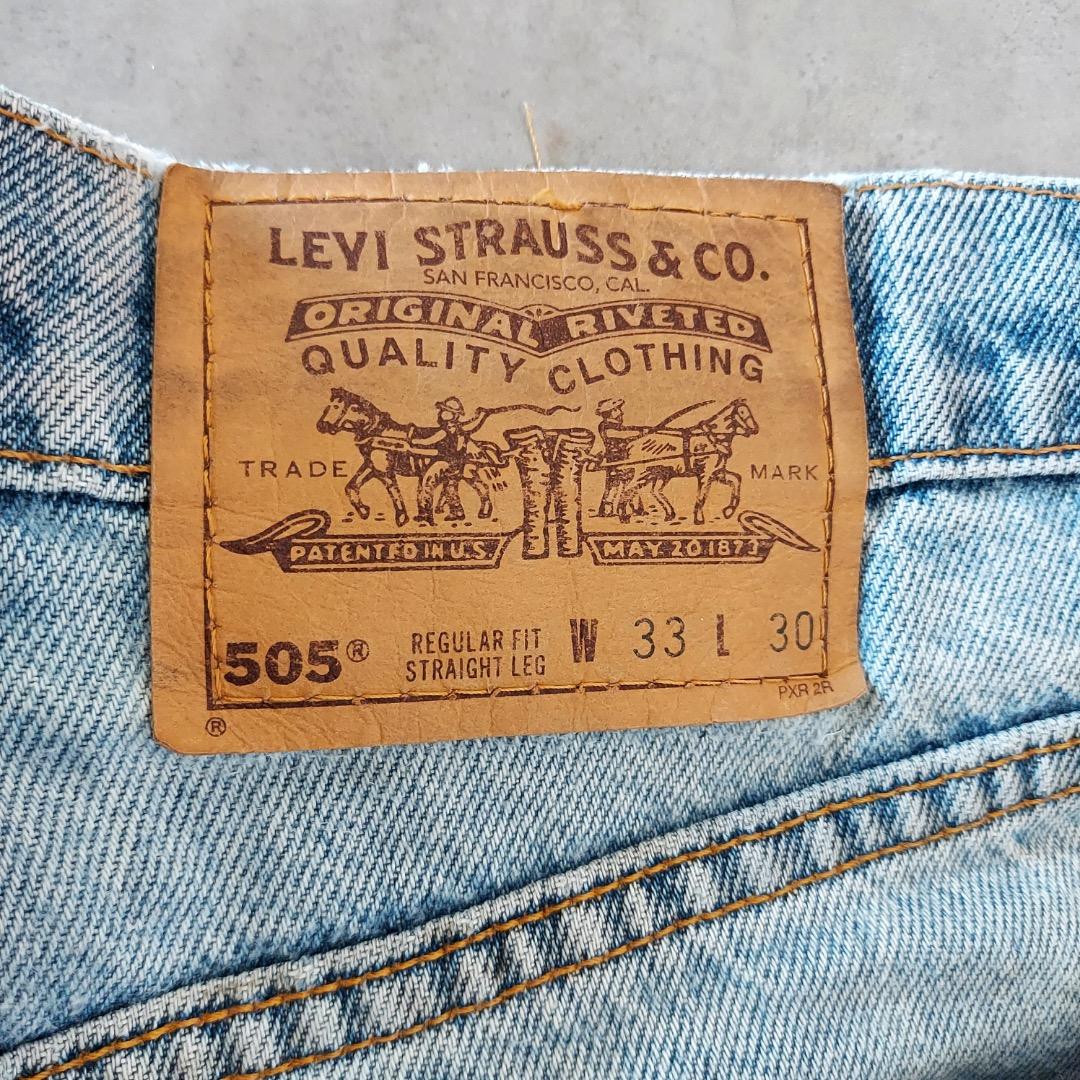 LEVI STRAUSS & CO.
SAN FRANCISCO, CAL.
ORIGINAL RIVETED
QUALITY CLOTHING
TRADE MARK
PATENTED IN U.S. MAY 20 1873
505® REGULAR FIT W 33 L 30
STRAIGHT LEG
PXR 2R
®